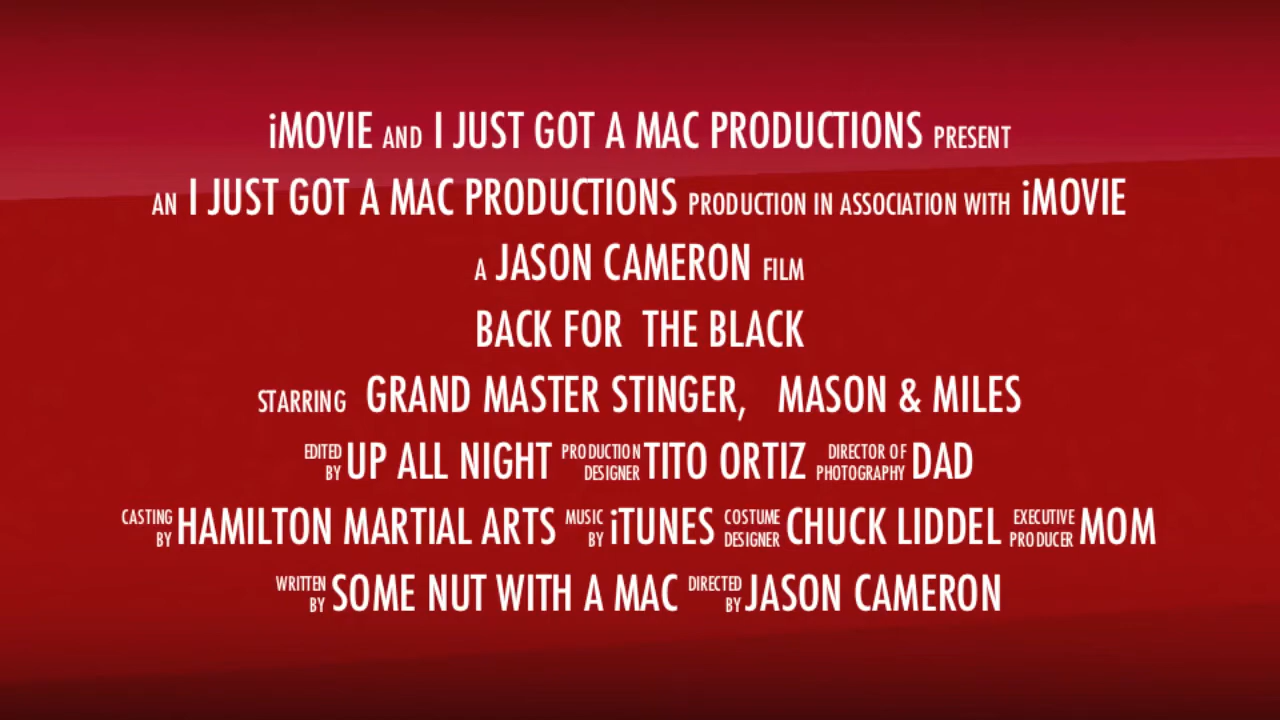 iMOVIE AND I JUST GOT A MAC PRODUCTIONS PRESENT
AN I JUST GOT A MAC PRODUCTIONS PRODUCTION IN ASSOCIATION WITH iMOVIE
A JASON CAMERON FILM
BACK FOR THE BLACK
STARRING GRAND MASTER STINGER, MASON & MILES
EDITED BY UP ALL NIGHT PRODUCTION DESIGNER TITO ORTIZ DIRECTOR OF PHOTOGRAPHY DAD
CASTING BY HAMILTON MARTIAL ARTS MUSIC BY iTUNES COSTUME DESIGNER CHUCK LIDDEL EXECUTIVE PRODUCER MOM
WRITTEN BY SOME NUT WITH A MAC DIRECTED BY JASON CAMERON